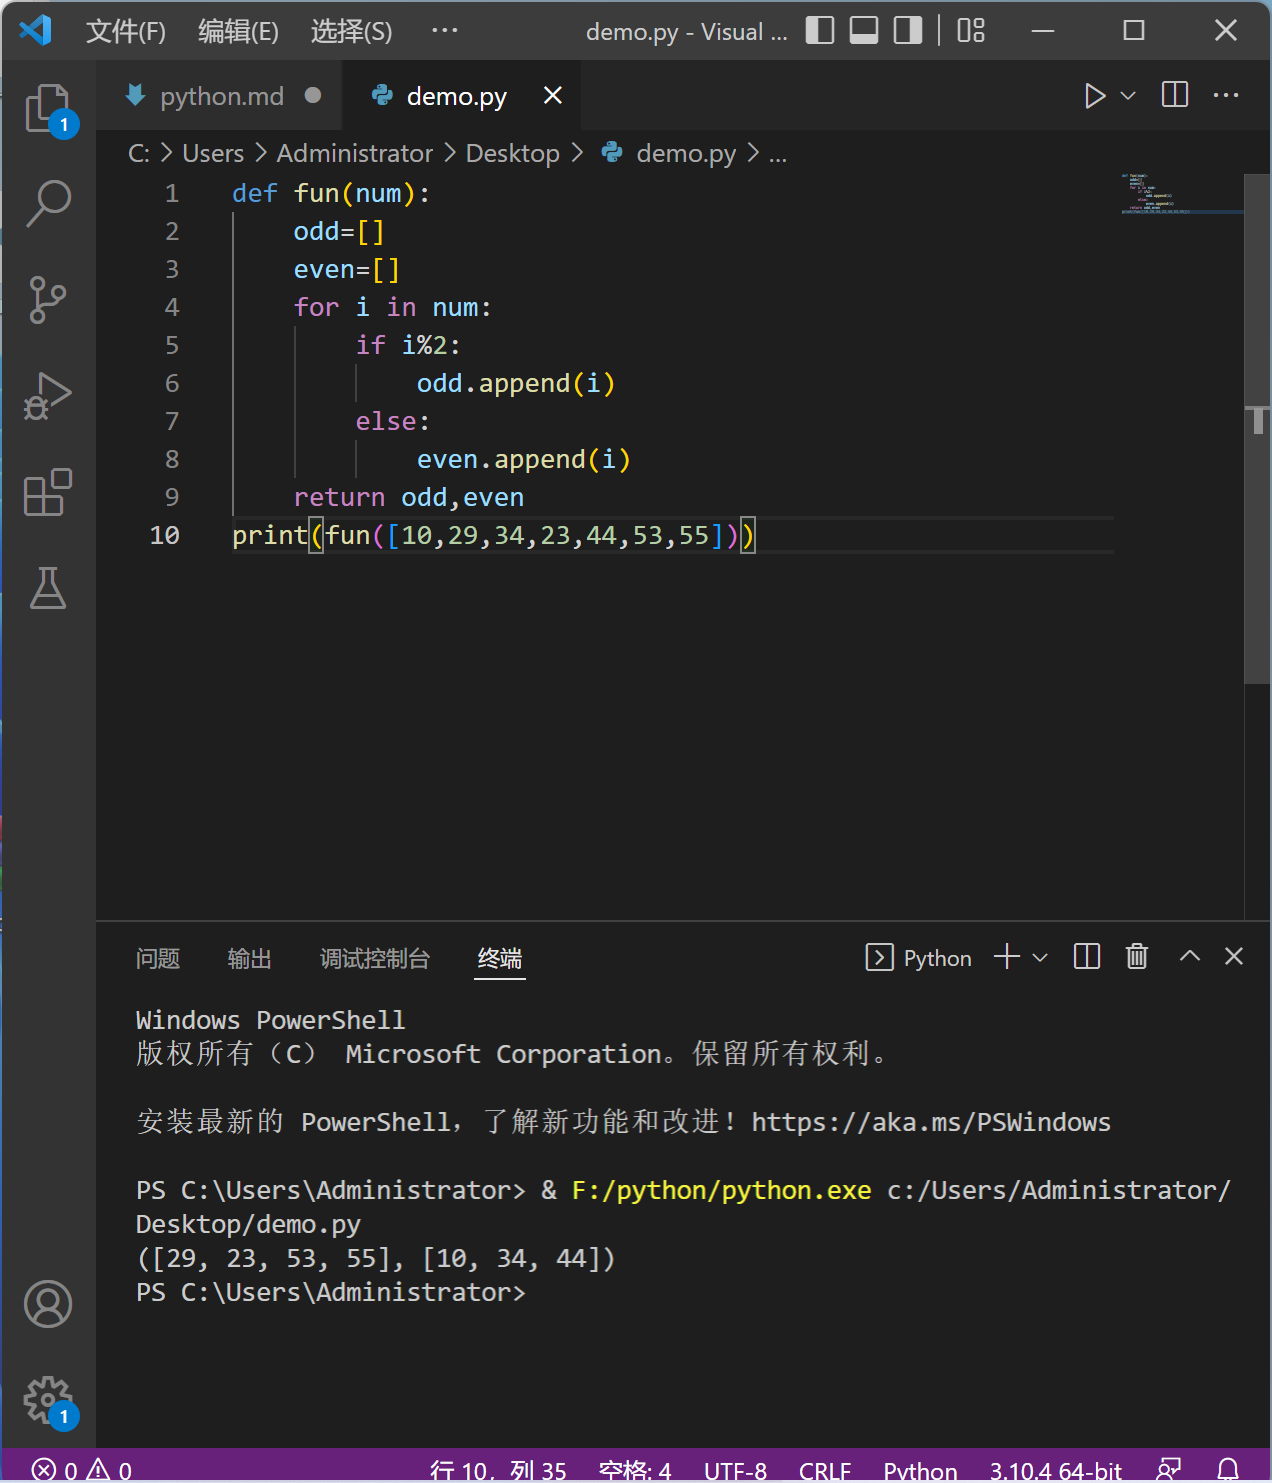 文件(F) 编辑(E) 选择(S) ··· demo.py - Visual ...
python.md demo.py
C: > Users > Administrator > Desktop > demo.py > ...
1 def fun(num):
2 odd=[]
3 even=[]
4 for i in num:
5 if i%2:
6 odd.append(i)
7 else:
8 even.append(i)
9 return odd,even
10 print(fun([10,29,34,23,44,53,55]))
1
问题 输出 调试控制台 终端 Python
Windows PowerShell
版权所有（C） Microsoft Corporation。保留所有权利。
安装最新的 PowerShell，了解新功能和改进！https://aka.ms/PSWindows
PS C:\Users\Administrator> & F:/python/python.exe c:/Users/Administrator/
Desktop/demo.py
([29, 23, 53, 55], [10, 34, 44])
PS C:\Users\Administrator>
1
0 0 行 10，列 35 空格: 4 UTF-8 CRLF Python 3.10.4 64-bit